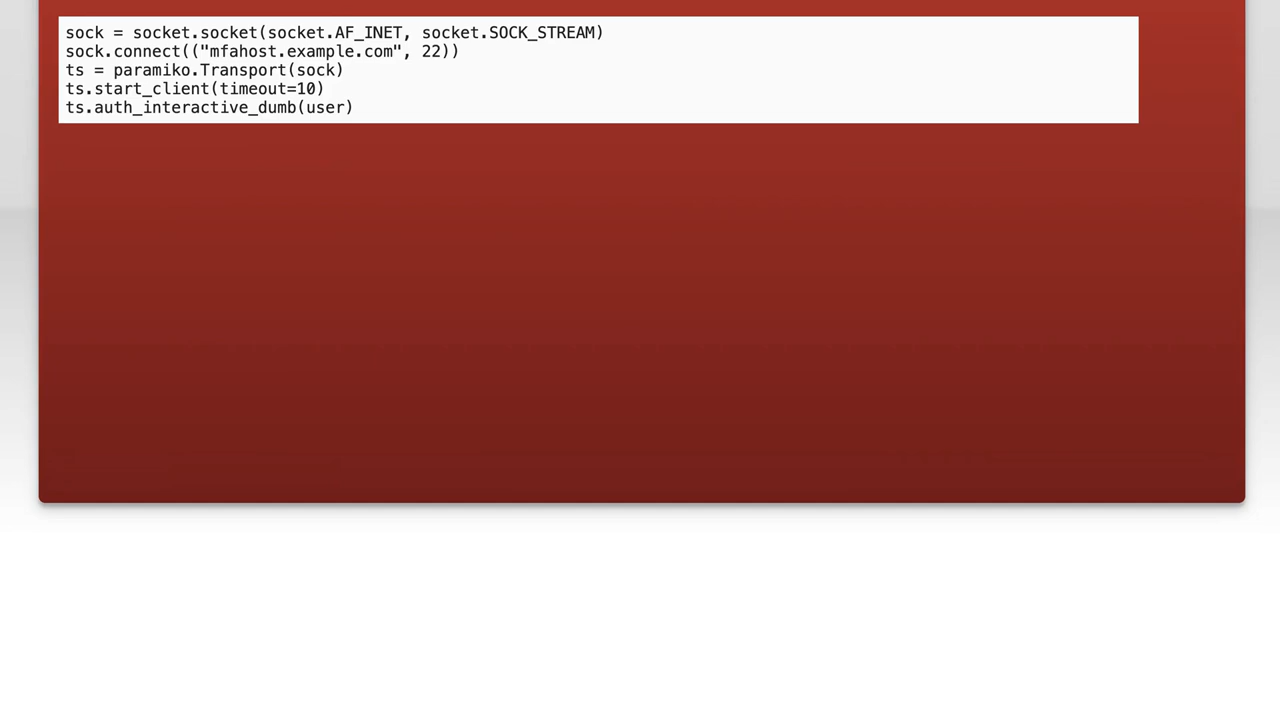 sock = socket.socket(socket.AF_INET, socket.SOCK_STREAM)
sock.connect(("mfahost.example.com", 22))
ts = paramiko.Transport(sock)
ts.start_client(timeout=10)
ts.auth_interactive_dumb(user)